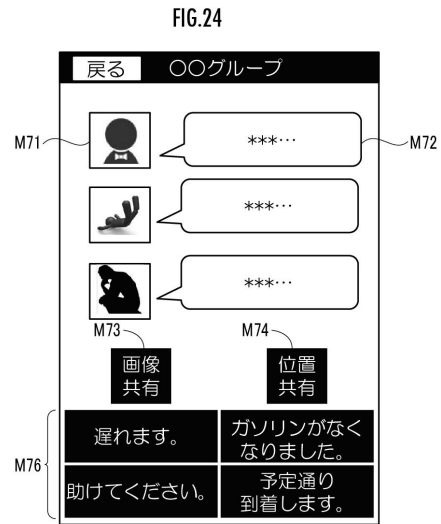 FIG.24
戻る ○○グループ
M71
***…
M72
***…
***…
M73
M74
画像
共有
位置
共有
M76
遅れます。
ガソリンがなく
なりました。
助けてください。
予定通り
到着します。